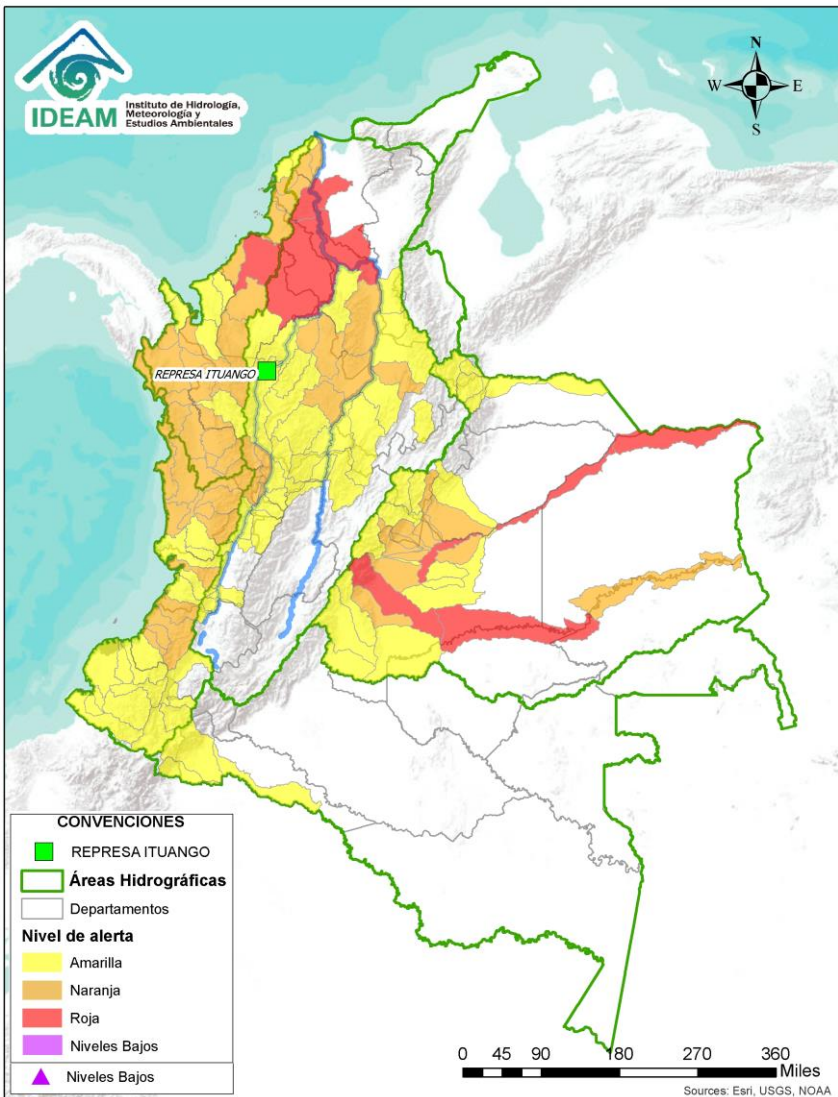 IDEAM
Instituto de Hidrología,
Meteorología y
Estudios Ambientales
N
W
E
S
REPRESA ITUANGO
CONVENCIONES
REPRESA ITUANGO
Áreas Hidrográficas
Departamentos
Nivel de alerta
Amarilla
Naranja
Roja
Niveles Bajos
Niveles Bajos
0 45 90 180 270 360
Miles
Sources: Esri, USGS, NOAA